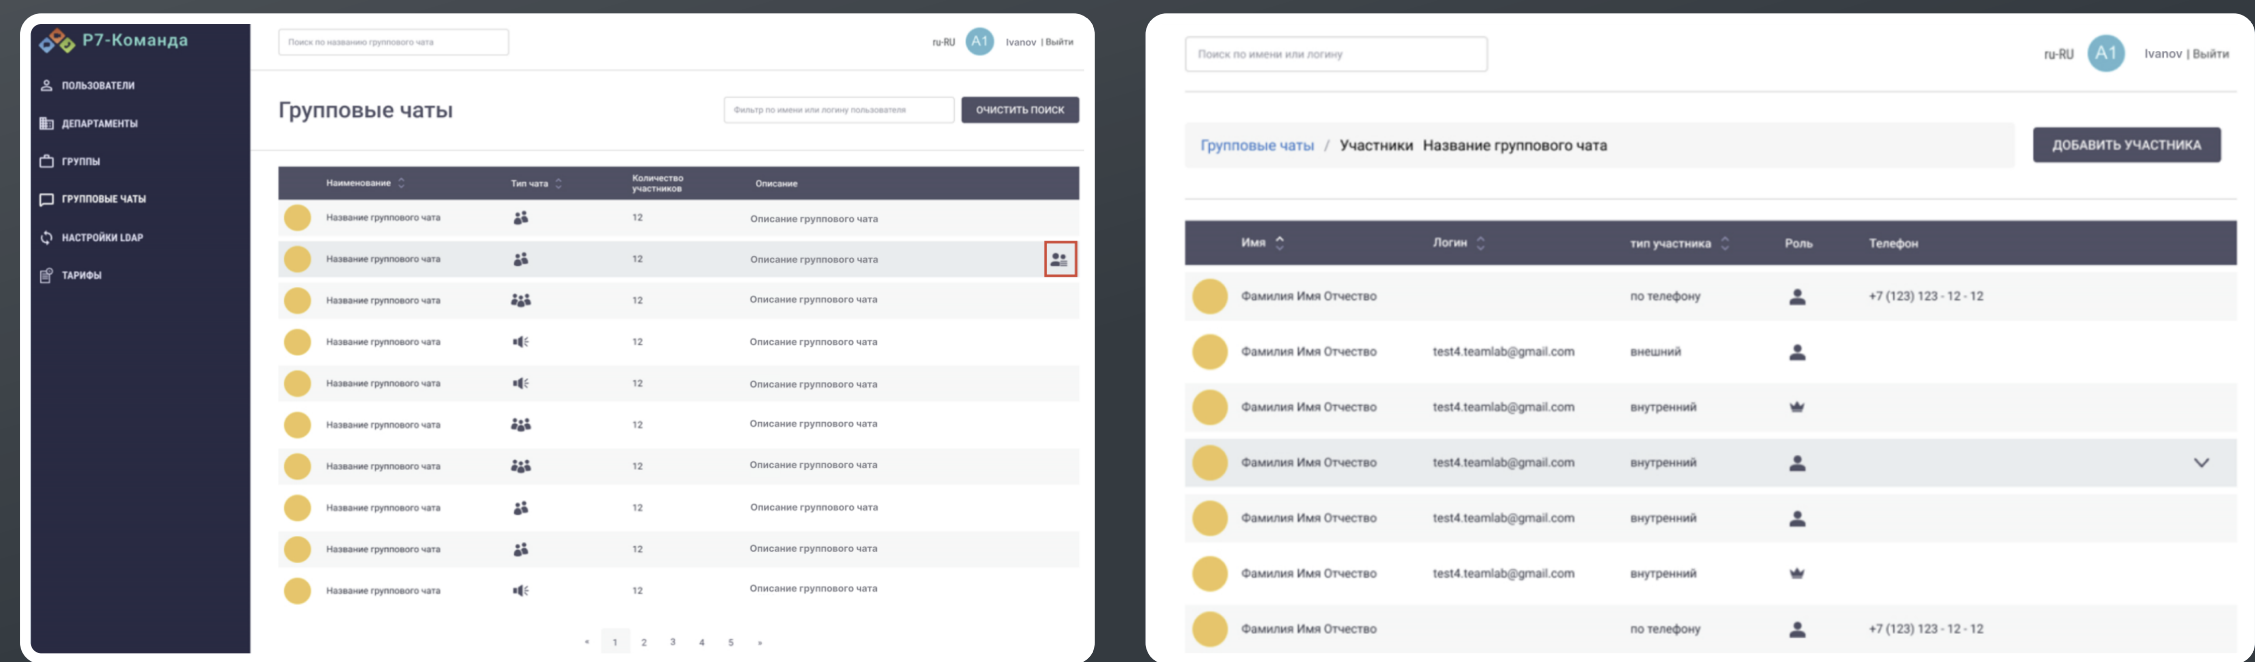 Р7-Команда
ПОЛЬЗОВАТЕЛИ
ДЕПАРТАМЕНТЫ
ГРУППЫ
ГРУППОВЫЕ ЧАТЫ
НАСТРОЙКИ LDAP
ТАРИФЫ
Поиск по названию группового чата
ru-RU A1 Ivanov | Выйти
Групповые чаты
Фильтр по имени или логину пользователя
ОЧИСТИТЬ ПОИСК
Наименование Тип чата Количество участников Описание
Название группового чата 12 Описание группового чата
Название группового чата 12 Описание группового чата
Название группового чата 12 Описание группового чата
Название группового чата 12 Описание группового чата
Название группового чата 12 Описание группового чата
Название группового чата 12 Описание группового чата
Название группового чата 12 Описание группового чата
Название группового чата 12 Описание группового чата
Название группового чата 12 Описание группового чата
Название группового чата 12 Описание группового чата
« 1 2 3 4 5 »
Поиск по имени или логину
ru-RU A1 Ivanov | Выйти
Групповые чаты / Участники Название группового чата
ДОБАВИТЬ УЧАСТНИКА
Имя Логин тип участника Роль Телефон
Фамилия Имя Отчество по телефону +7 (123) 123 - 12 - 12
Фамилия Имя Отчество test4.teamlab@gmail.com внешний
Фамилия Имя Отчество test4.teamlab@gmail.com внутренний
Фамилия Имя Отчество test4.teamlab@gmail.com внутренний
Фамилия Имя Отчество test4.teamlab@gmail.com внутренний
Фамилия Имя Отчество test4.teamlab@gmail.com внутренний
Фамилия Имя Отчество по телефону +7 (123) 123 - 12 - 12